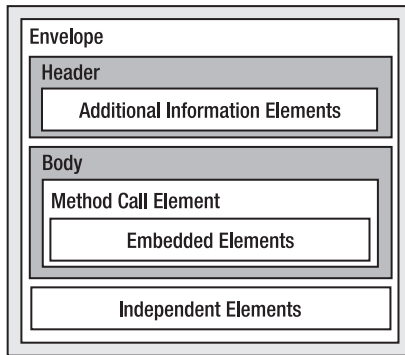 Envelope
Header
Additional Information Elements
Body
Method Call Element
Embedded Elements
Independent Elements